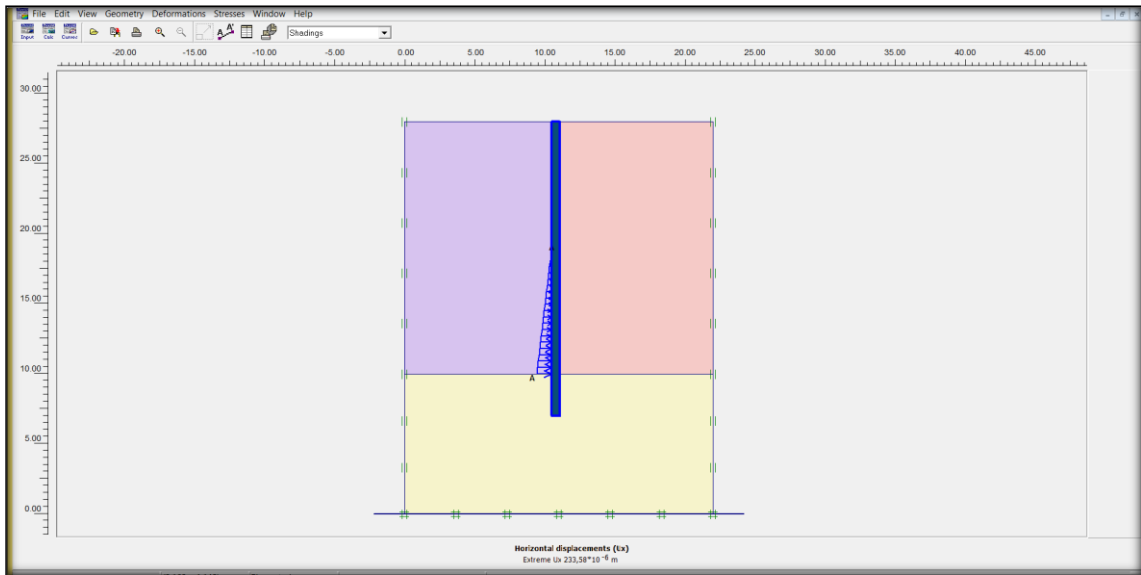 File Edit View Geometry Deformations Stresses Window Help
Input Calc Curves A A* Shadings
-20.00 -15.00 -10.00 -5.00 0.00 5.00 10.00 15.00 20.00 25.00 30.00 35.00 40.00 45.00
30.00
25.00
20.00
15.00
10.00
A
5.00
0.00
Horizontal displacements (Ux)
Extreme Ux 233,58*10⁻⁶ m